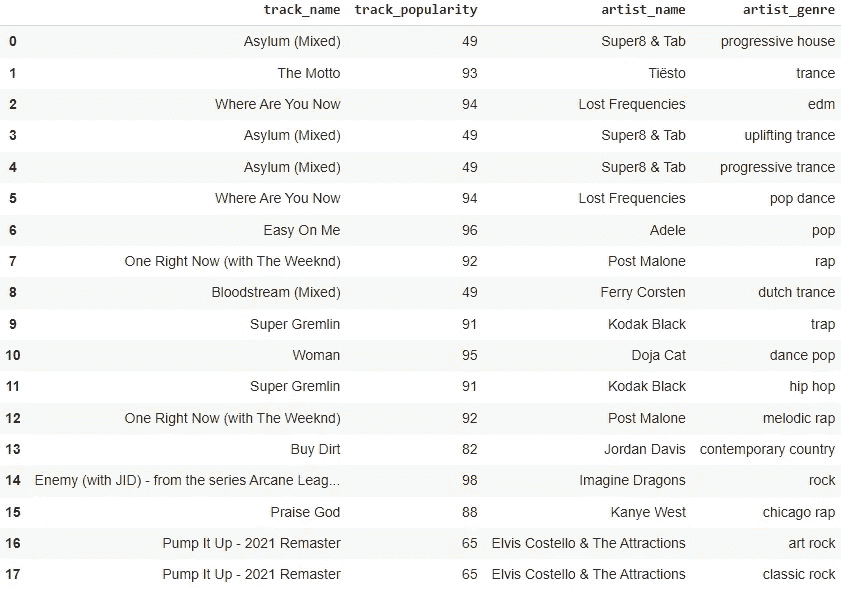 track_name track_popularity artist_name artist_genre
0 Asylum (Mixed) 49 Super8 & Tab progressive house
1 The Motto 93 Tiësto trance
2 Where Are You Now 94 Lost Frequencies edm
3 Asylum (Mixed) 49 Super8 & Tab uplifting trance
4 Asylum (Mixed) 49 Super8 & Tab progressive trance
5 Where Are You Now 94 Lost Frequencies pop dance
6 Easy On Me 96 Adele pop
7 One Right Now (with The Weeknd) 92 Post Malone rap
8 Bloodstream (Mixed) 49 Ferry Corsten dutch trance
9 Super Gremlin 91 Kodak Black trap
10 Woman 95 Doja Cat dance pop
11 Super Gremlin 91 Kodak Black hip hop
12 One Right Now (with The Weeknd) 92 Post Malone melodic rap
13 Buy Dirt 82 Jordan Davis contemporary country
14 Enemy (with JID) - from the series Arcane Leag... 98 Imagine Dragons rock
15 Praise God 88 Kanye West chicago rap
16 Pump It Up - 2021 Remaster 65 Elvis Costello & The Attractions art rock
17 Pump It Up - 2021 Remaster 65 Elvis Costello & The Attractions classic rock